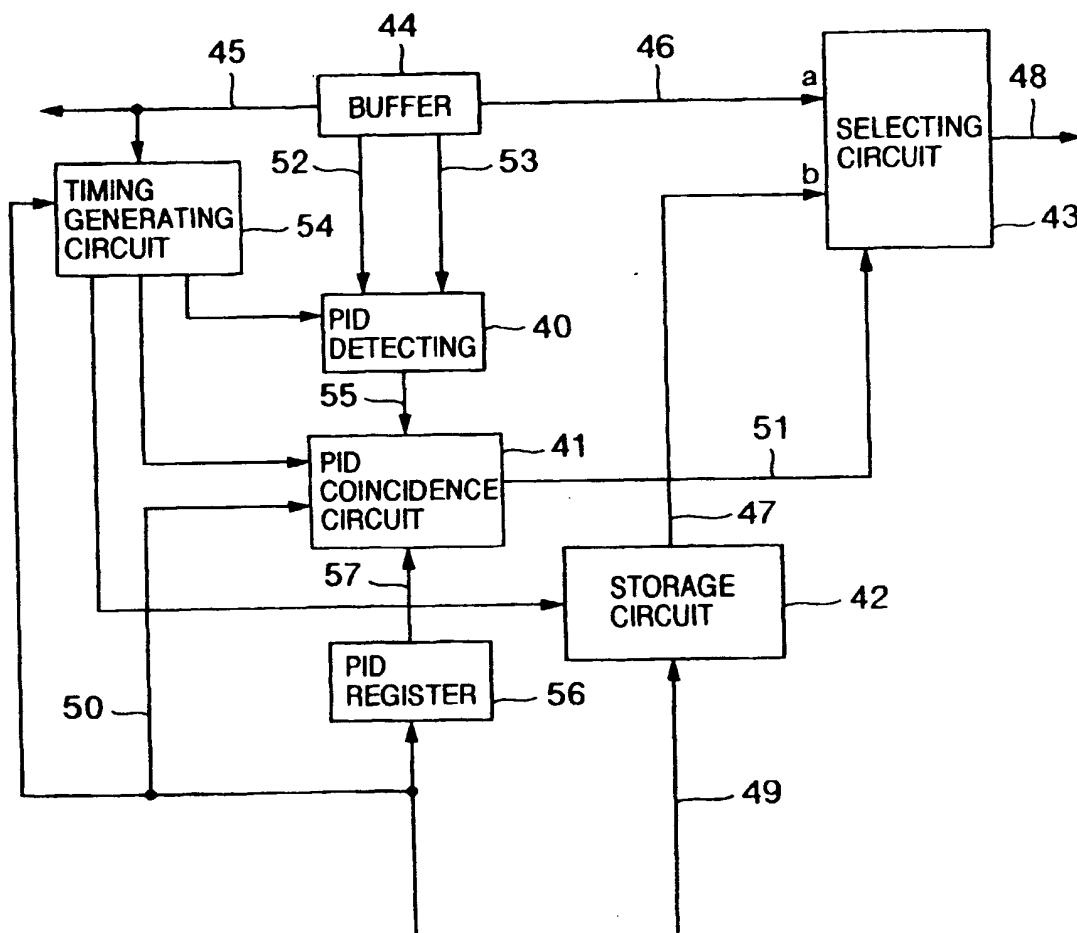 44
45
46
BUFFER
a
SELECTING
CIRCUIT
48
52
53
b
TIMING
GENERATING
CIRCUIT
54
43
PID
DETECTING
40
55
41
51
PID
COINCIDENCE
CIRCUIT
47
57
STORAGE
CIRCUIT
42
PID
REGISTER
56
50
49